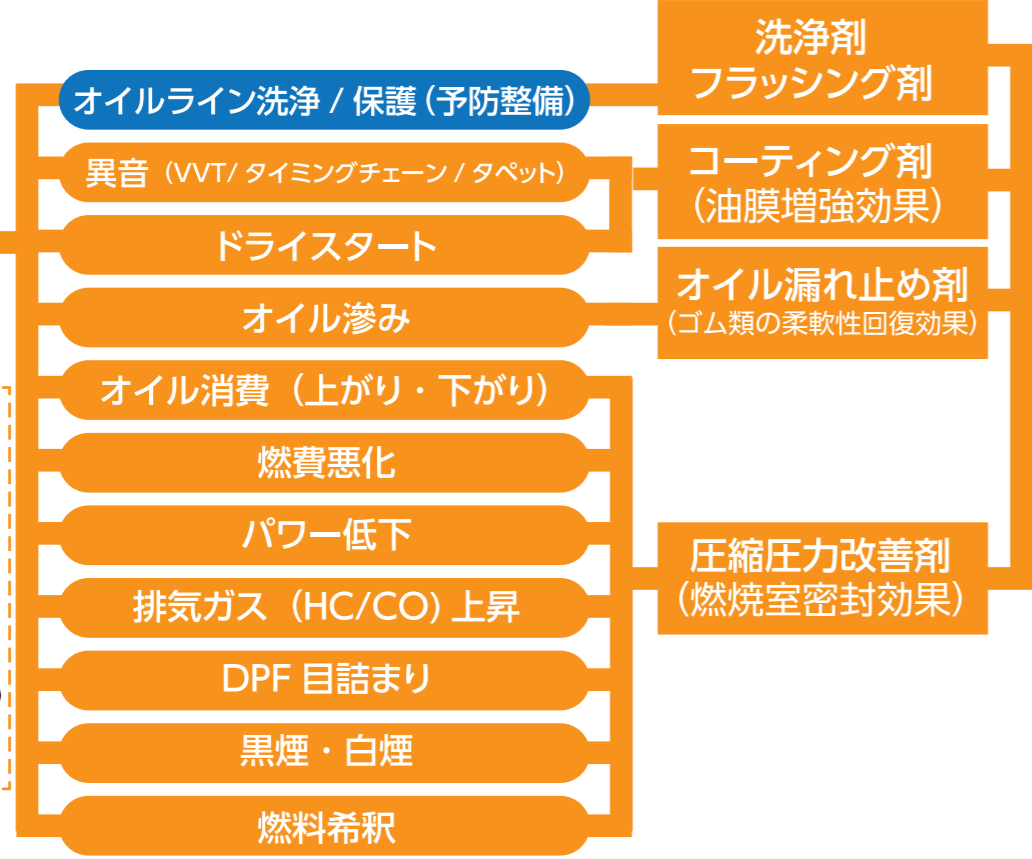 オイルライン洗浄 / 保護 (予防整備)
異音（VVT/ タイミングチェーン / タペット）
ドライスタート
オイル滲み
オイル消費（上がり・下がり）
燃費悪化
パワー低下
排気ガス（HC/CO) 上昇
DPF 目詰まり
黒煙・白煙
燃料希釈
洗浄剤
フラッシング剤
コーティング剤
（油膜増強効果）
オイル漏れ止め剤
（ゴム類の柔軟性回復効果）
圧縮圧力改善剤
（燃焼室密封効果）